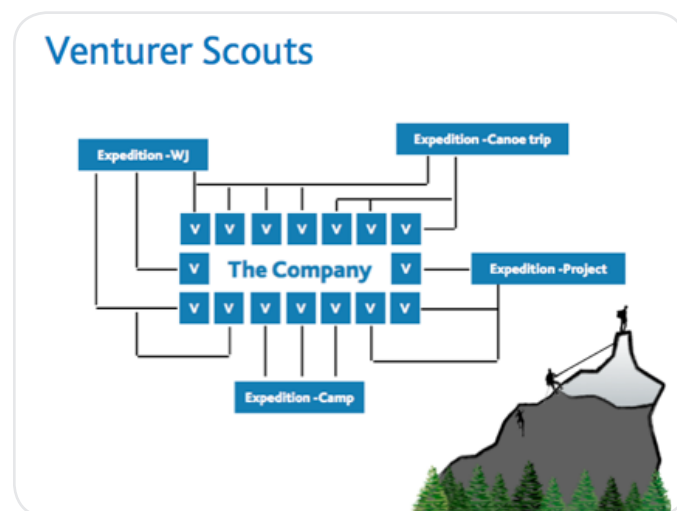 Venturer Scouts
Expedition -WJ
Expedition -Canoe trip
V V V V V V V
V The Company V
Expedition -Project
V V V V V V V
Expedition -Camp